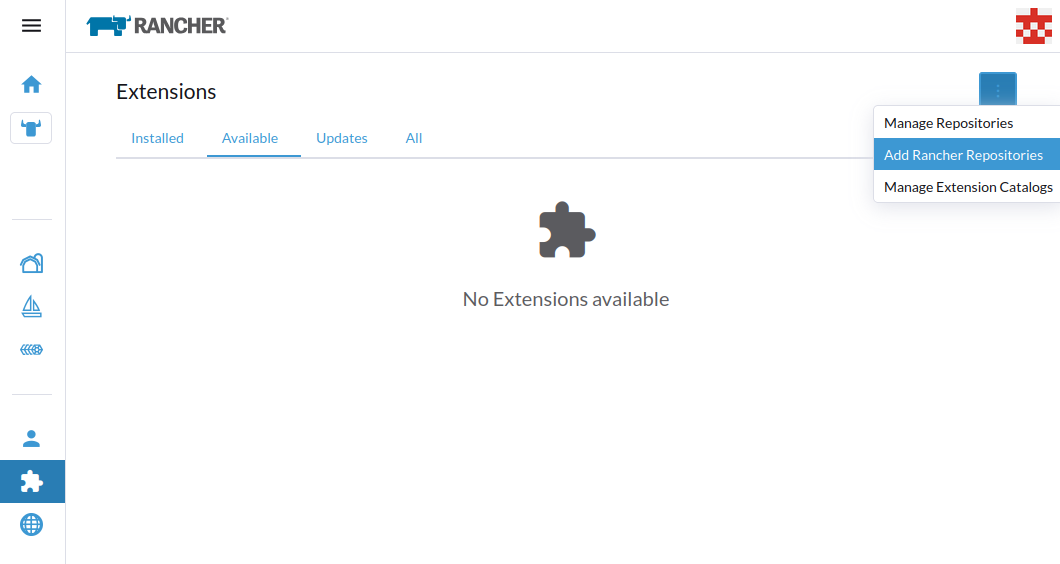 RANCHER
Extensions
Installed Available Updates All
Manage Repositories
Add Rancher Repositories
Manage Extension Catalogs
No Extensions available